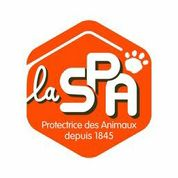 la SPA
Protectrice des Animaux
depuis 1845